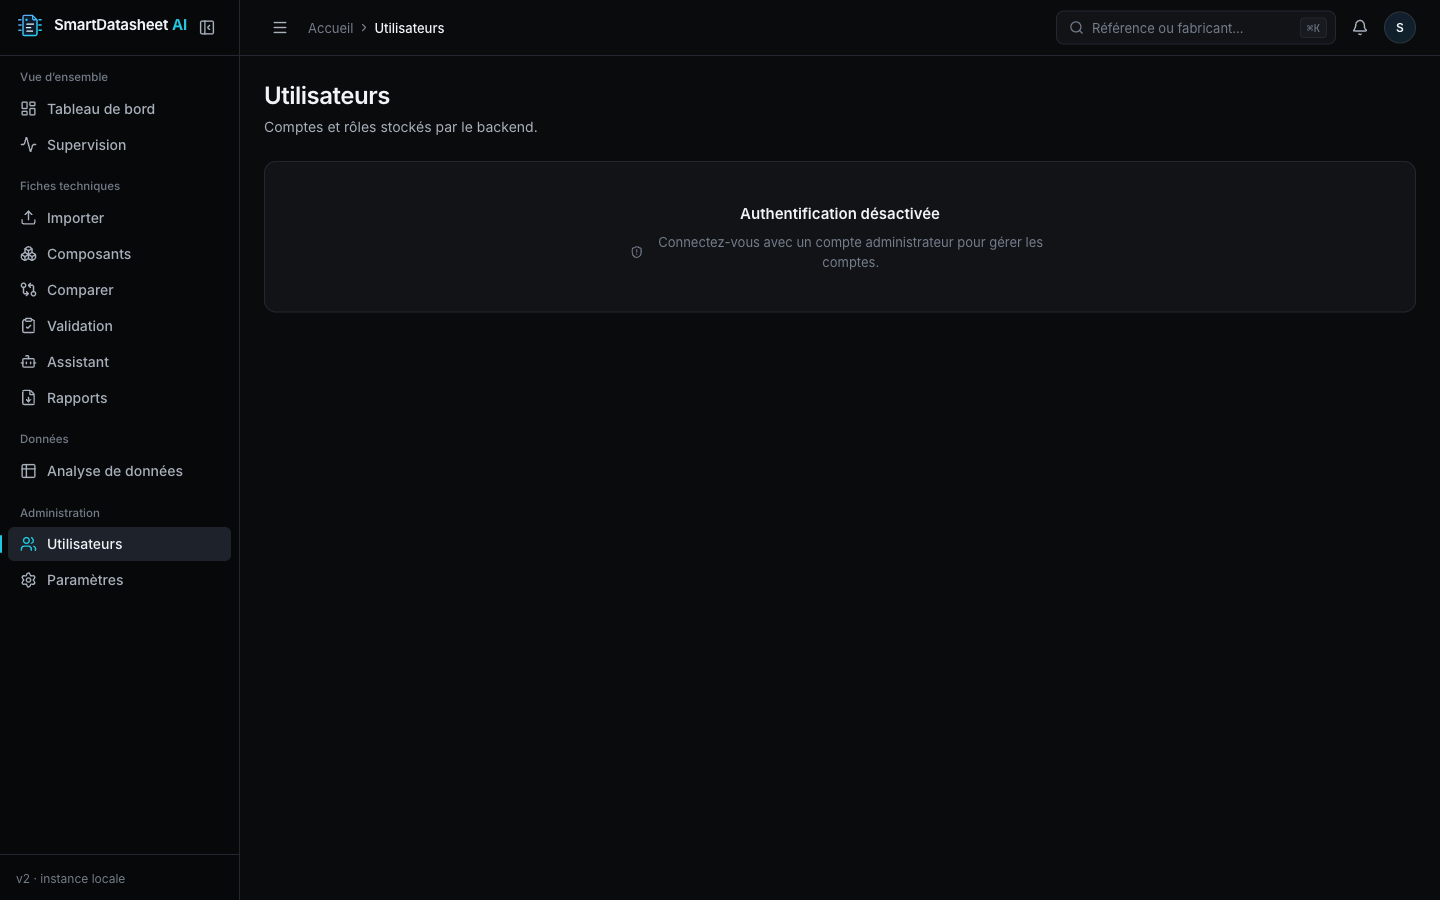 SmartDatasheet AI
Accueil > Utilisateurs
Référence ou fabricant...
⌘K
S
Vue d'ensemble
Tableau de bord
Supervision
Fiches techniques
Importer
Composants
Comparer
Validation
Assistant
Rapports
Données
Analyse de données
Administration
Utilisateurs
Paramètres
v2 · instance locale
Utilisateurs
Comptes et rôles stockés par le backend.
Authentification désactivée
Connectez-vous avec un compte administrateur pour gérer les
comptes.